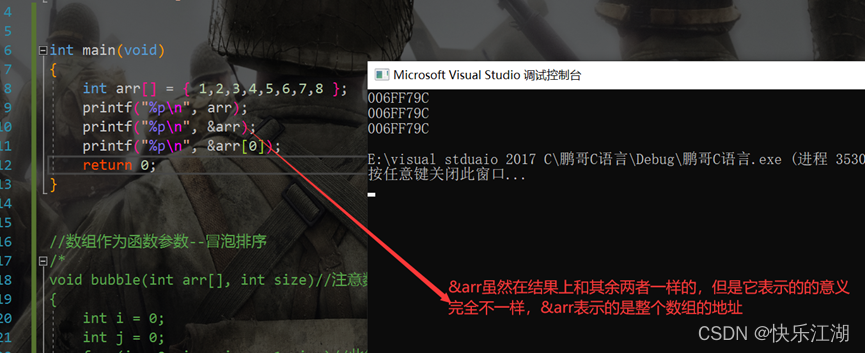 4
5
6 int main(void)
7 {
8 int arr[] = { 1,2,3,4,5,6,7,8 };
9 printf("%p\n", arr);
10 printf("%p\n", &arr);
11 printf("%p\n", &arr[0]);
12 return 0;
13 }
14
15
16 //数组作为函数参数--冒泡排序
17 /*
18 void bubble(int arr[], int size)//注意
19 {
20 int i = 0;
21 int j = 0;
Microsoft Visual Studio 调试控制台
006FF79C
006FF79C
006FF79C
E:\visual stduaio 2017 C\鹏哥C语言\Debug\鹏哥C语言.exe (进程 3530
按任意键关闭此窗口...
&arr虽然在结果上和其余两者一样的，但是它表示的的意义
完全不一样，&arr表示的是整个数组的地址
CSDN @快乐江湖